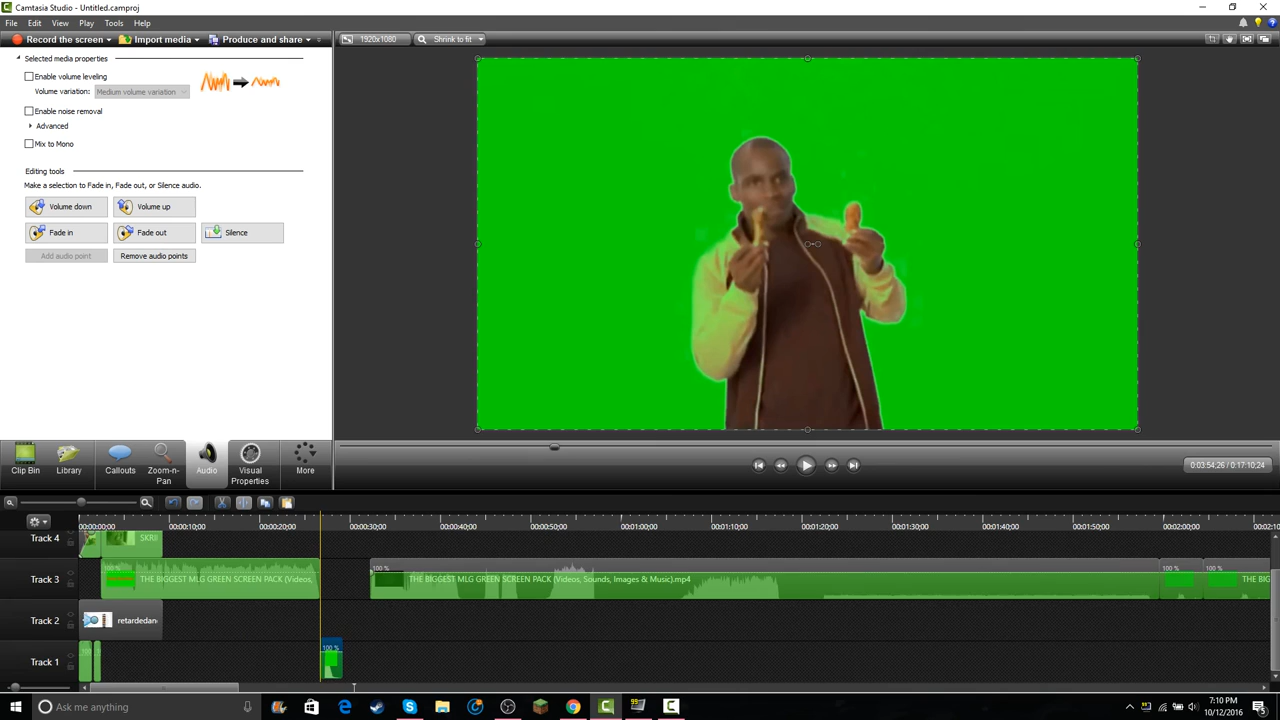 Camtasia Studio - Untitled.camproj
File Edit View Play Tools Help
Record the screen Import media Produce and share
1920x1080 Shrink to fit
Selected media properties
Enable volume leveling
Volume variation: Medium volume variation
Enable noise removal
Advanced
Mix to Mono
Editing tools
Make a selection to Fade in, Fade out, or Silence audio.
Volume down Volume up
Fade in Fade out Silence
Add audio point Remove audio points
Clip Bin Library Callouts Zoom-n-Pan Audio Visual Properties More
0:03:54;26 / 0:17:10;24
00:00:00;00 00:00:10;00 00:00:20;00 00:00:30;00 00:00:40;00 00:00:50;00 00:01:00;00 00:01:10;00 00:01:20;00 00:01:30;00 00:01:40;00 00:01:50;00 00:02:00;00 00:02:10
Track 4
Track 3 THE BIGGEST MLG GREEN SCREEN PACK (Videos, 100 % THE BIGGEST MLG GREEN SCREEN PACK (Videos, Sounds, Images & Music).mp4 100 % 100 % THE BIG
Track 2 retardedan
Track 1 100 %
Ask me anything
7:10 PM
10/12/2016